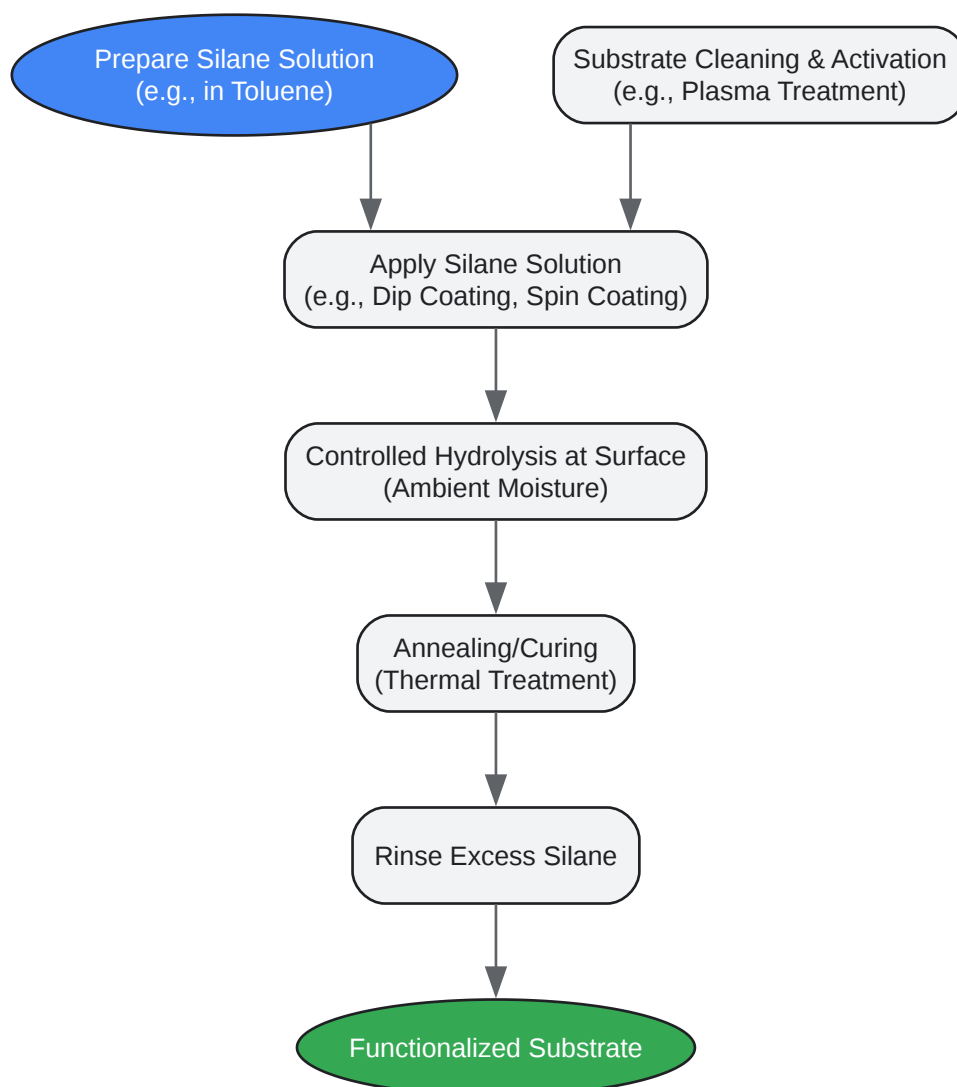 Prepare Silane Solution
(e.g., in Toluene)
Substrate Cleaning & Activation
(e.g., Plasma Treatment)
Apply Silane Solution
(e.g., Dip Coating, Spin Coating)
Controlled Hydrolysis at Surface
(Ambient Moisture)
Annealing/Curing
(Thermal Treatment)
Rinse Excess Silane
Functionalized Substrate